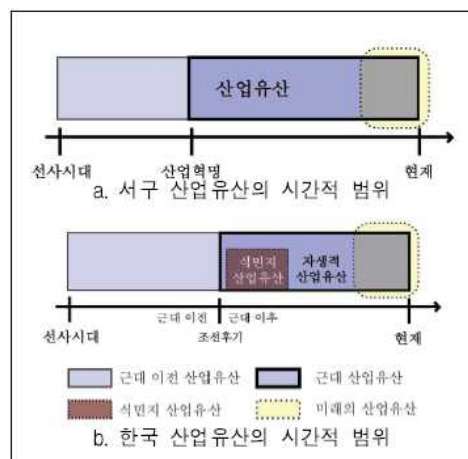 산업유산
선사시대 산업혁명 현재
a. 서구 산업유산의 시간적 범위
식민지 자생적
산업유산 산업유산
근대 이전 근대 이후
선사시대 조선후기 현재
근대 이전 산업유산 근대 산업유산
식민지 산업유산 미래의 산업유산
b. 한국 산업유산의 시간적 범위